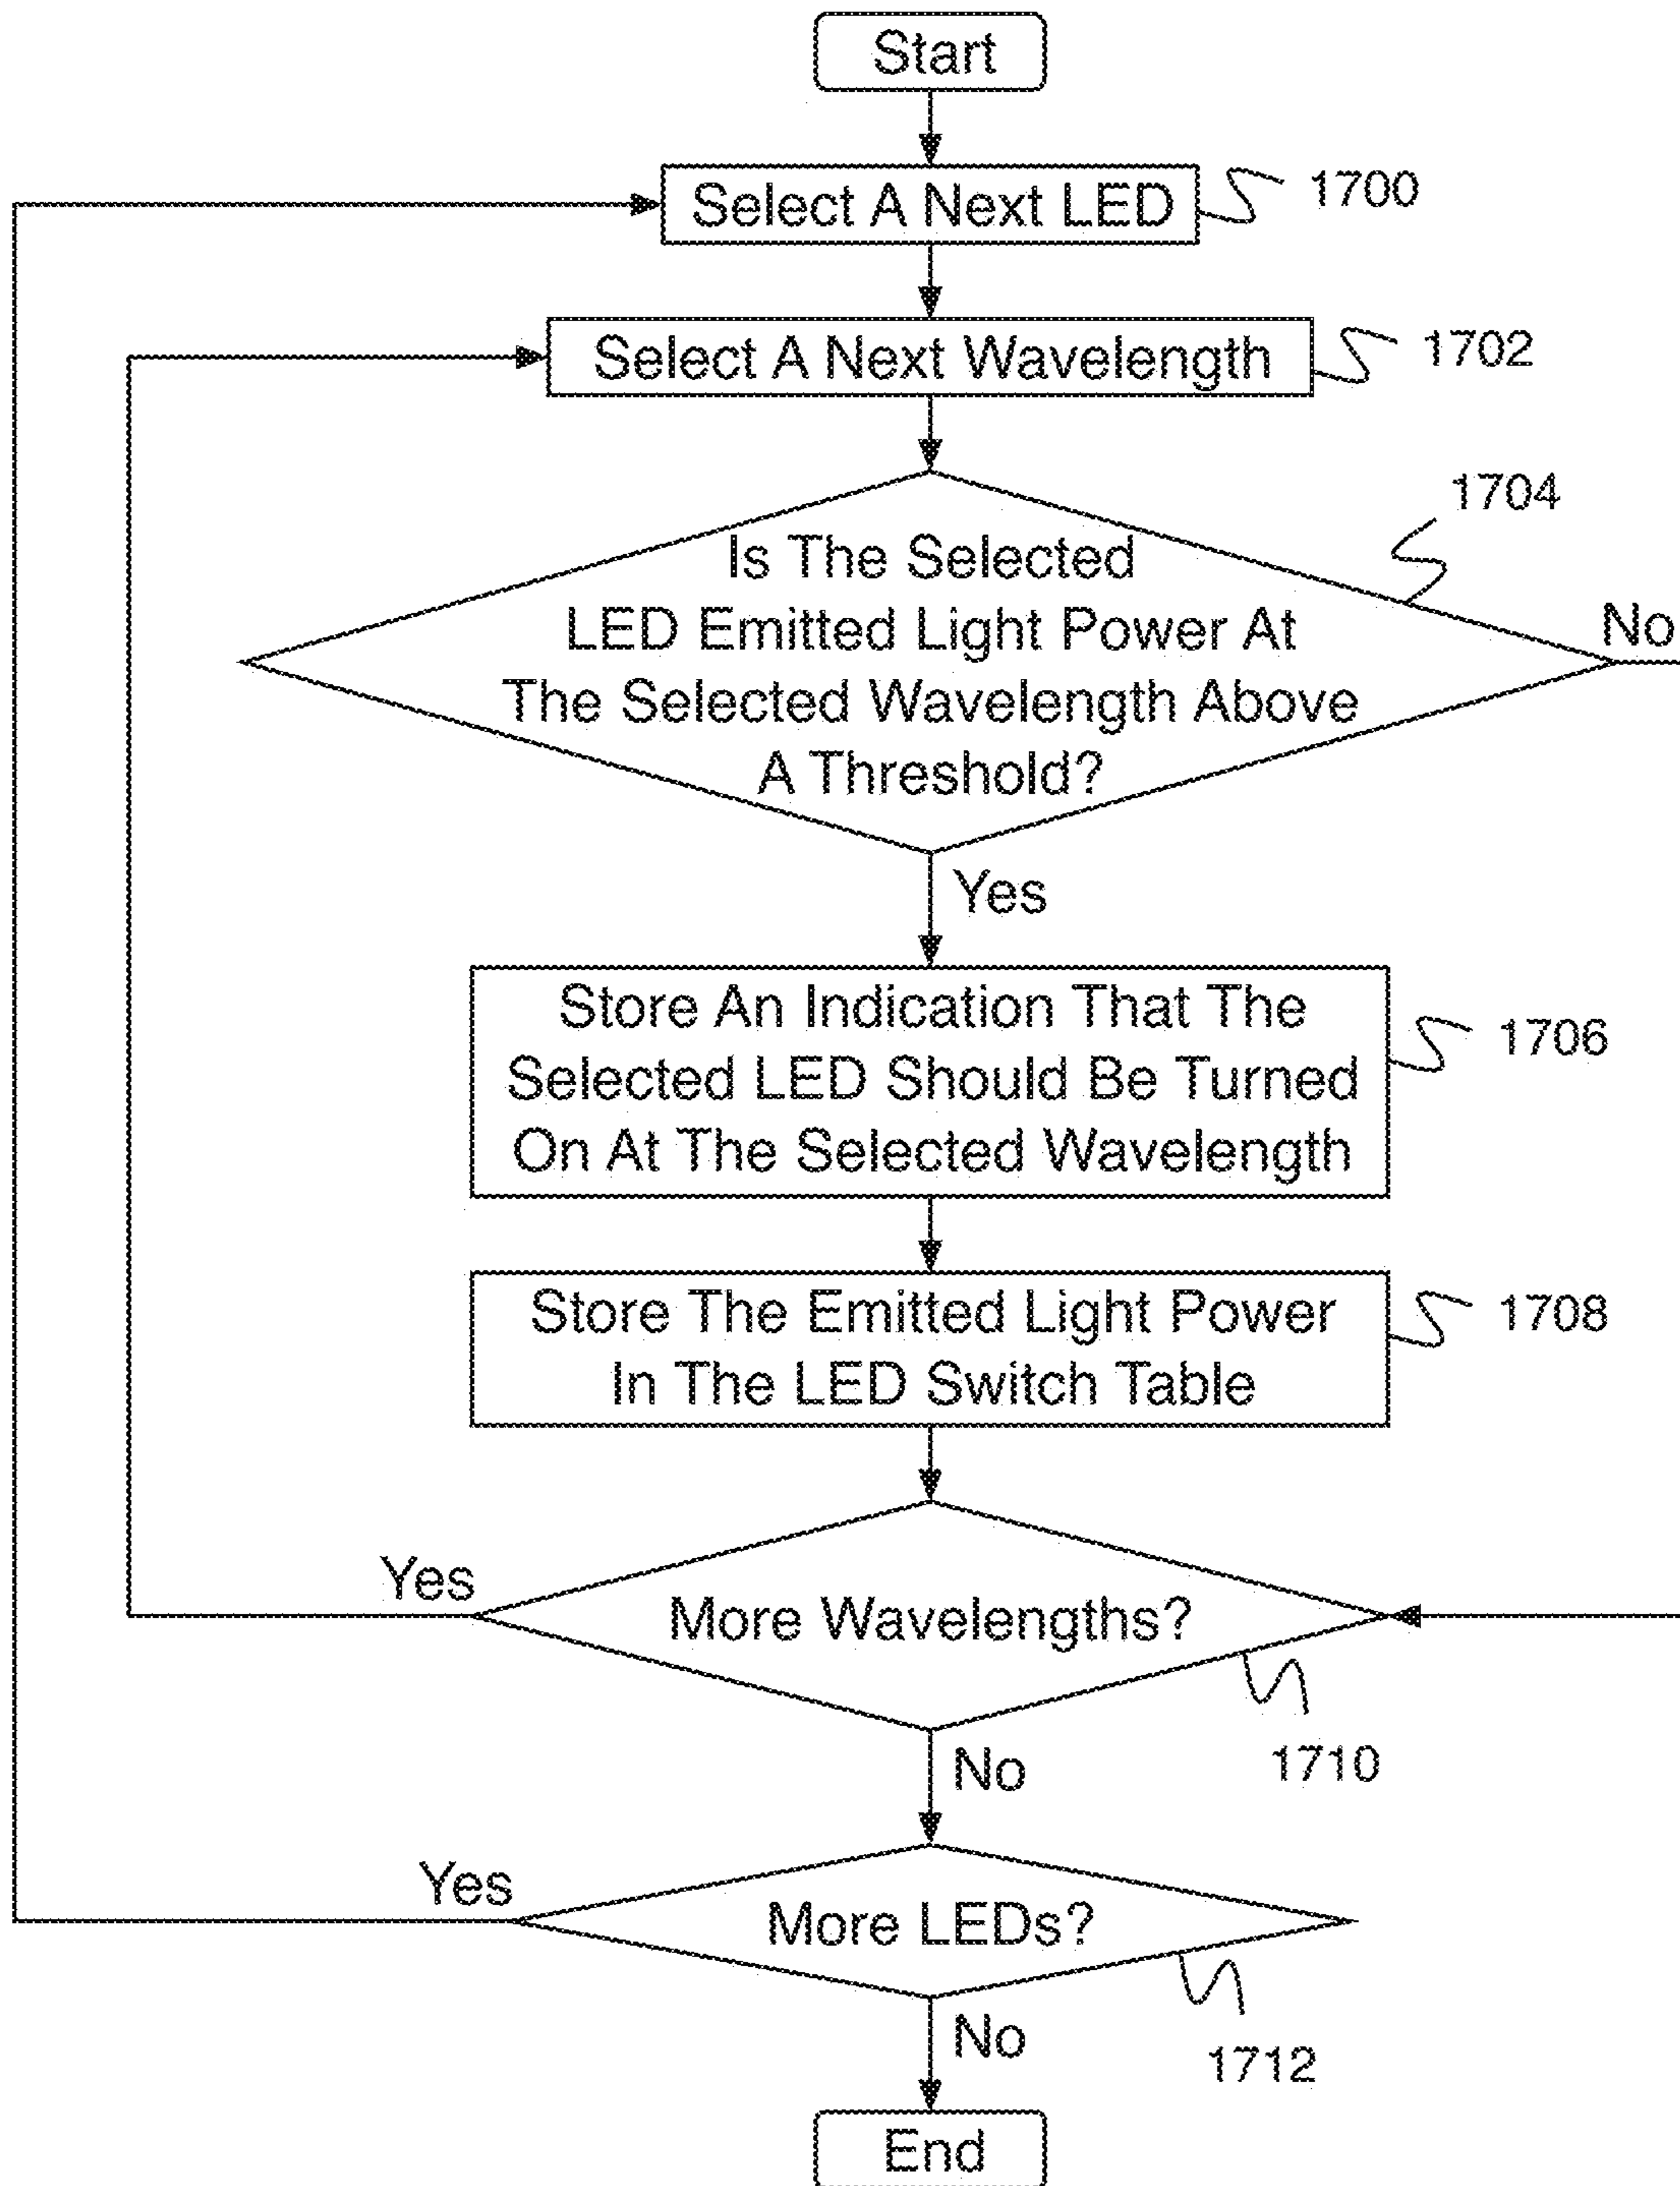 Start
Select A Next LED
1700
Select A Next Wavelength
1702
1704
Is The Selected
LED Emitted Light Power At
The Selected Wavelength Above
A Threshold?
No
Yes
Store An Indication That The
Selected LED Should Be Turned
On At The Selected Wavelength
1706
Store The Emitted Light Power
In The LED Switch Table
1708
Yes
More Wavelengths?
1710
No
Yes
More LEDs?
1712
No
End